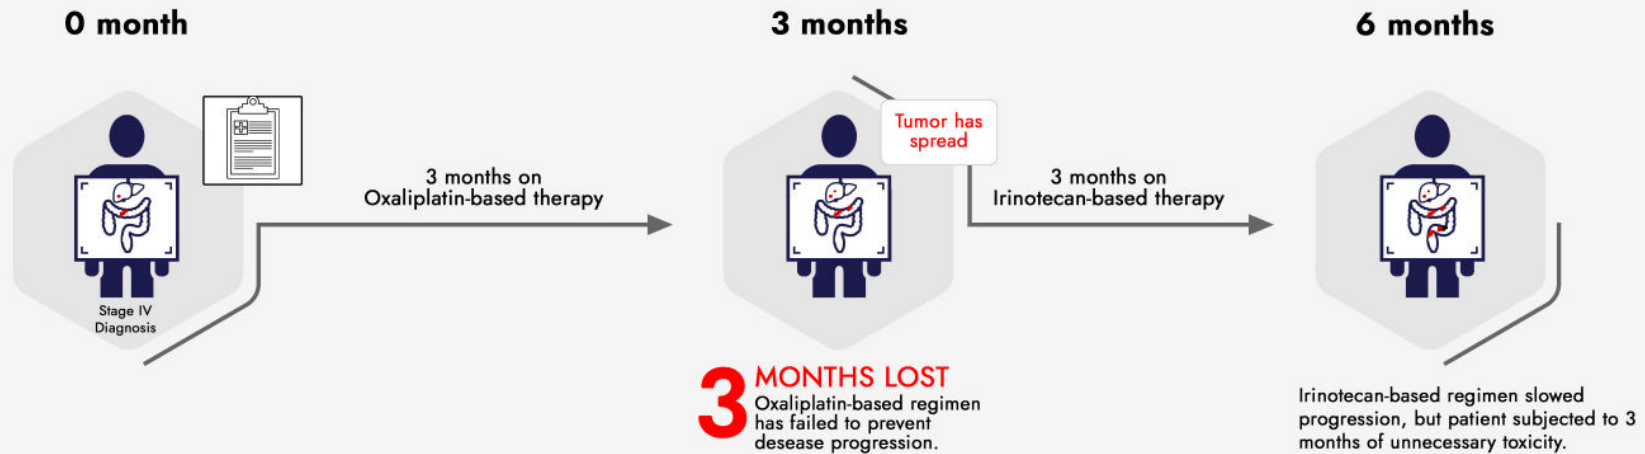 0 month
3 months
6 months
Stage IV
Diagnosis
3 months on
Oxaliplatin-based therapy
Tumor has
spread
3 months on
Irinotecan-based therapy
3 MONTHS LOST
Oxaliplatin-based regimen
has failed to prevent
desease progression.
Irinotecan-based regimen slowed
progression, but patient subjected to 3
months of unnecessary toxicity.